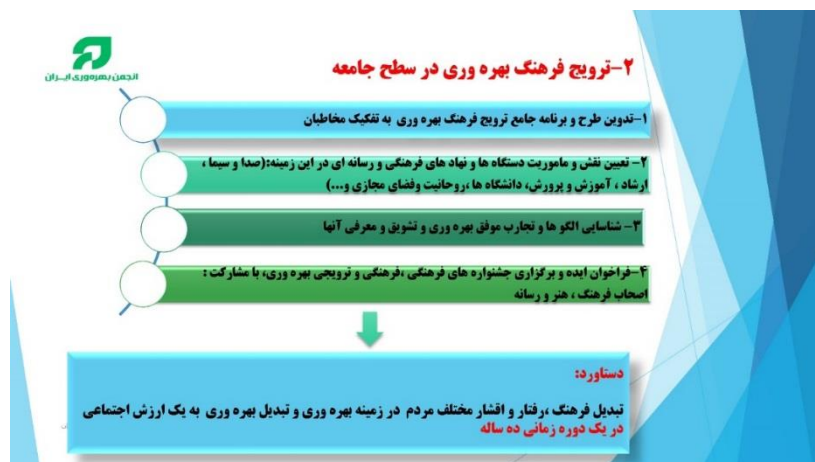 انجمن بهره‌وری ایران
۲-ترویج فرهنگ بهره وری در سطح جامعه
۱-تدوین طرح و برنامه جامع ترویج فرهنگ بهره وری به تفکیک مخاطبان
۲- تعیین نقش و ماموریت دستگاه ها و نهاد های فرهنگی و رسانه ای در این زمینه:(صدا و سیما ،
ارشاد ، آموزش و پرورش، دانشگاه ها ،روحانیت وفضای مجازی و...)
۳- شناسایی الگو ها و تجارب موفق بهره وری و تشویق و معرفی آنها
۴-فراخوان ایده و برگزاری جشنواره های فرهنگی ،فرهنگی و ترویجی بهره وری، با مشارکت :
اصحاب فرهنگ ، هنر و رسانه
دستاورد:
تبدیل فرهنگ ،رفتار و اقشار مختلف مردم در زمینه بهره وری و تبدیل بهره وری به یک ارزش اجتماعی
در یک دوره زمانی ده ساله